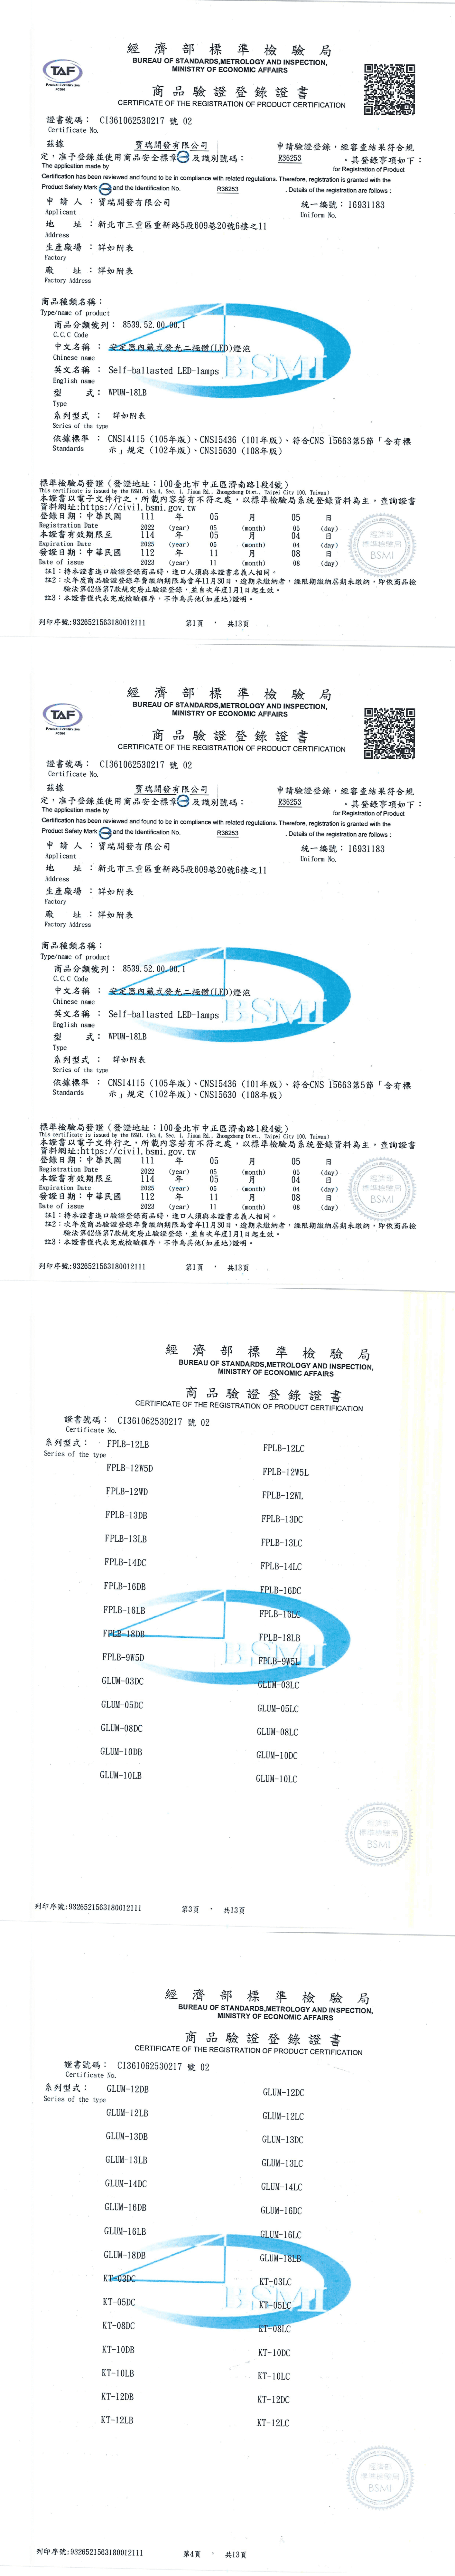 經濟部標準檢驗局
BUREAU OF STANDARDS,METROLOGY AND INSPECTION,
MINISTRY OF ECONOMIC AFFAIRS
TAF
Product Certification
PC004
商品驗證登錄證書
CERTIFICATE OF THE REGISTRATION OF PRODUCT CERTIFICATION
證書號碼: CI361062530217 號 02
Certificate No.
茲據 寶瑞開發有限公司 申請驗證登錄,經審查結果符合規
定,准予登錄並使用商品安全標章 及識別號碼: R36253 。具登錄事項如下:
The application made by for Registration of Product
Certification has been reviewed and found to be in compliance with related regulations. Therefore, registration is granted with the
Product Safety Mark and the Identification No. R36253 . Details of the registration are follows :
申請人:寶瑞開發有限公司 統一編號:16931183
Applicant Uniform No.
地址:新北市三重區重新路5段609巷20號6樓之11
Address
生產廠場:詳如附表
Factory
廠址:詳如附表
Factory Address
商品種類名稱:
Type/name of product
商品分類號列: 8539.52.00.00.1
C.C.C Code
中文名稱: 安定器內藏式發光二極體(LED)燈泡
Chinese name
英文名稱: Self-ballasted LED-lamps
English name
型式: WPUM-18LB
Type
系列型式: 詳如附表
Series of the type
依據標準: CNS14115 (105年版)、CNS15436 (101年版)、符合CNS 15663第5節「含有標
Standards 示」規定 (102年版)、CNS15630 (108年版)
BSMI
標準檢驗局發證 (發證地址:100臺北市中正區濟南路1段4號)
This certificate is issued by the BSMI. (No.4, Sec. 1, Jinan Rd., Zhongzheng Dist., Taipei City 100, Taiwan)
本證書以電子文件行之,所載內容若有不符之處,以標準檢驗局系統登錄資料為主,查詢證書
資料網址:https://civil.bsmi.gov.tw
登錄日期:中華民國 111 年 05 月 05 日
Registration Date 2022 (year) 05 (month) 05 (day)
本證書有效期限至 114 年 05 月 04 日
Expiration Date 2025 (year) 05 (month) 04 (day)
發證日期:中華民國 112 年 11 月 08 日
Date of issue 2023 (year) 11 (month) 08 (day)
註1:持本證書進口驗證登錄商品時,進口人須與本證書名義人相同。
註2:次年度商品驗證登錄年費繳納期限為當年11月30日,逾期未繳納者,經限期繳納屆期未繳納,即依商品檢
驗法第42條第7款規定廢止驗證登錄,並自次年度1月1日起生效。
註3:本證書僅代表完成檢驗程序,不作為其他(如產地)證明。
經濟部
標準檢驗局
BSMI
列印序號:9326521563180012111 第1頁 , 共13頁
經濟部標準檢驗局
BUREAU OF STANDARDS,METROLOGY AND INSPECTION,
MINISTRY OF ECONOMIC AFFAIRS
TAF
Product Certification
PC004
商品驗證登錄證書
CERTIFICATE OF THE REGISTRATION OF PRODUCT CERTIFICATION
證書號碼: CI361062530217 號 02
Certificate No.
茲據 寶瑞開發有限公司 申請驗證登錄,經審查結果符合規
定,准予登錄並使用商品安全標章 及識別號碼: R36253 。具登錄事項如下:
The application made by for Registration of Product
Certification has been reviewed and found to be in compliance with related regulations. Therefore, registration is granted with the
Product Safety Mark and the Identification No. R36253 . Details of the registration are follows :
申請人:寶瑞開發有限公司 統一編號:16931183
Applicant Uniform No.
地址:新北市三重區重新路5段609巷20號6樓之11
Address
生產廠場:詳如附表
Factory
廠址:詳如附表
Factory Address
商品種類名稱:
Type/name of product
商品分類號列: 8539.52.00.00.1
C.C.C Code
中文名稱: 安定器內藏式發光二極體(LED)燈泡
Chinese name
英文名稱: Self-ballasted LED-lamps
English name
型式: WPUM-18LB
Type
系列型式: 詳如附表
Series of the type
依據標準: CNS14115 (105年版)、CNS15436 (101年版)、符合CNS 15663第5節「含有標
Standards 示」規定 (102年版)、CNS15630 (108年版)
BSMI
標準檢驗局發證 (發證地址:100臺北市中正區濟南路1段4號)
This certificate is issued by the BSMI. (No.4, Sec. 1, Jinan Rd., Zhongzheng Dist., Taipei City 100, Taiwan)
本證書以電子文件行之,所載內容若有不符之處,以標準檢驗局系統登錄資料為主,查詢證書
資料網址:https://civil.bsmi.gov.tw
登錄日期:中華民國 111 年 05 月 05 日
Registration Date 2022 (year) 05 (month) 05 (day)
本證書有效期限至 114 年 05 月 04 日
Expiration Date 2025 (year) 05 (month) 04 (day)
發證日期:中華民國 112 年 11 月 08 日
Date of issue 2023 (year) 11 (month) 08 (day)
註1:持本證書進口驗證登錄商品時,進口人須與本證書名義人相同。
註2:次年度商品驗證登錄年費繳納期限為當年11月30日,逾期未繳納者,經限期繳納屆期未繳納,即依商品檢
驗法第42條第7款規定廢止驗證登錄,並自次年度1月1日起生效。
註3:本證書僅代表完成檢驗程序,不作為其他(如產地)證明。
經濟部
標準檢驗局
BSMI
列印序號:9326521563180012111 第1頁 , 共13頁
經濟部標準檢驗局
BUREAU OF STANDARDS,METROLOGY AND INSPECTION,
MINISTRY OF ECONOMIC AFFAIRS
商品驗證登錄證書
CERTIFICATE OF THE REGISTRATION OF PRODUCT CERTIFICATION
證書號碼: CI361062530217 號 02
Certificate No.
系列型式: FPLB-12LB FPLB-12LC
Series of the type
FPLB-12W5D FPLB-12W5L
FPLB-12WD FPLB-12WL
FPLB-13DB FPLB-13DC
FPLB-13LB FPLB-13LC
FPLB-14DC FPLB-14LC
FPLB-16DB FPLB-16DC
FPLB-16LB FPLB-16LC
FPLB-18DB FPLB-18LB
FPLB-9W5D FPLB-9W5L
GLUM-03DC GLUM-03LC
GLUM-05DC GLUM-05LC
GLUM-08DC GLUM-08LC
GLUM-10DB GLUM-10DC
GLUM-10LB GLUM-10LC
BSMI
經濟部
標準檢驗局
BSMI
列印序號:9326521563180012111 第3頁 , 共13頁
經濟部標準檢驗局
BUREAU OF STANDARDS,METROLOGY AND INSPECTION,
MINISTRY OF ECONOMIC AFFAIRS
商品驗證登錄證書
CERTIFICATE OF THE REGISTRATION OF PRODUCT CERTIFICATION
證書號碼: CI361062530217 號 02
Certificate No.
系列型式: GLUM-12DB GLUM-12DC
Series of the type
GLUM-12LB GLUM-12LC
GLUM-13DB GLUM-13DC
GLUM-13LB GLUM-13LC
GLUM-14DC GLUM-14LC
GLUM-16DB GLUM-16DC
GLUM-16LB GLUM-16LC
GLUM-18DB GLUM-18LB
KT-03DC KT-03LC
KT-05DC KT-05LC
KT-08DC KT-08LC
KT-10DB KT-10DC
KT-10LB KT-10LC
KT-12DB KT-12DC
KT-12LB KT-12LC
BSMI
經濟部
標準檢驗局
BSMI
列印序號:9326521563180012111 第4頁 , 共13頁